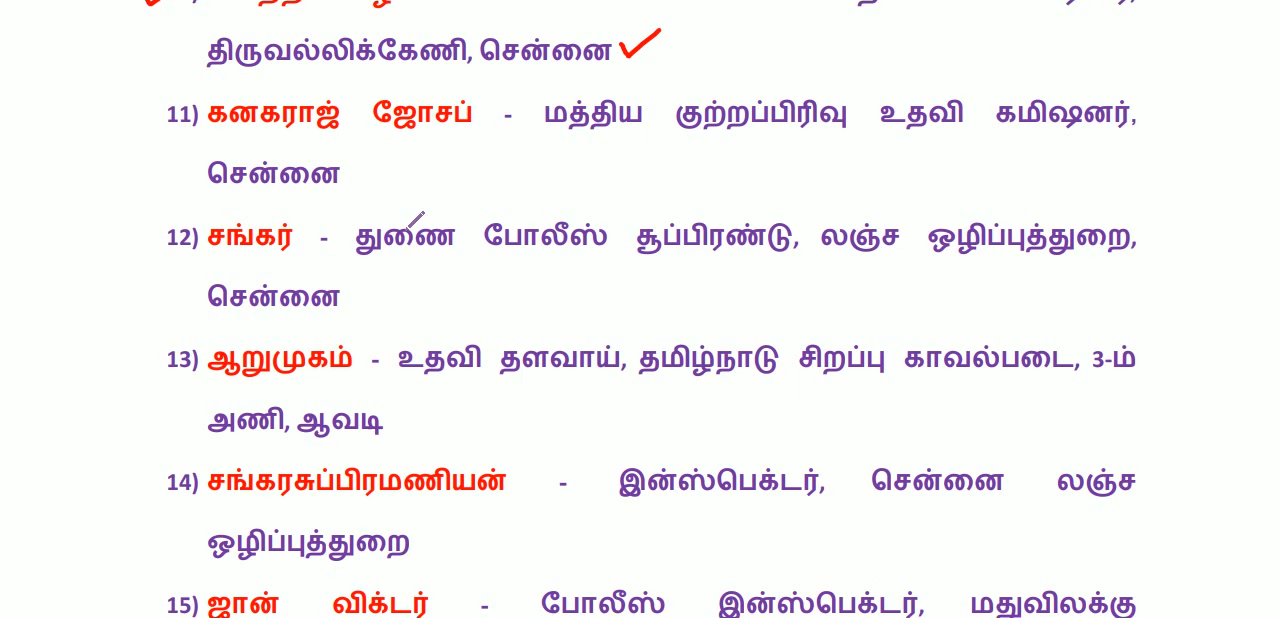 திருவல்லிக்கேணி, சென்னை
11) கனகராஜ் ஜோசப் - மத்திய குற்றப்பிரிவு உதவி கமிஷனர்,
சென்னை
12) சங்கர் - துணை போலீஸ் சூப்பிரண்டு, லஞ்ச ஒழிப்புத்துறை,
சென்னை
13) ஆறுமுகம் - உதவி தளவாய், தமிழ்நாடு சிறப்பு காவல்படை, 3-ம்
அணி, ஆவடி
14) சங்கரசுப்பிரமணியன் - இன்ஸ்பெக்டர், சென்னை லஞ்ச
ஒழிப்புத்துறை
15) ஜான் விக்டர் - போலீஸ் இன்ஸ்பெக்டர், மதுவிலக்கு